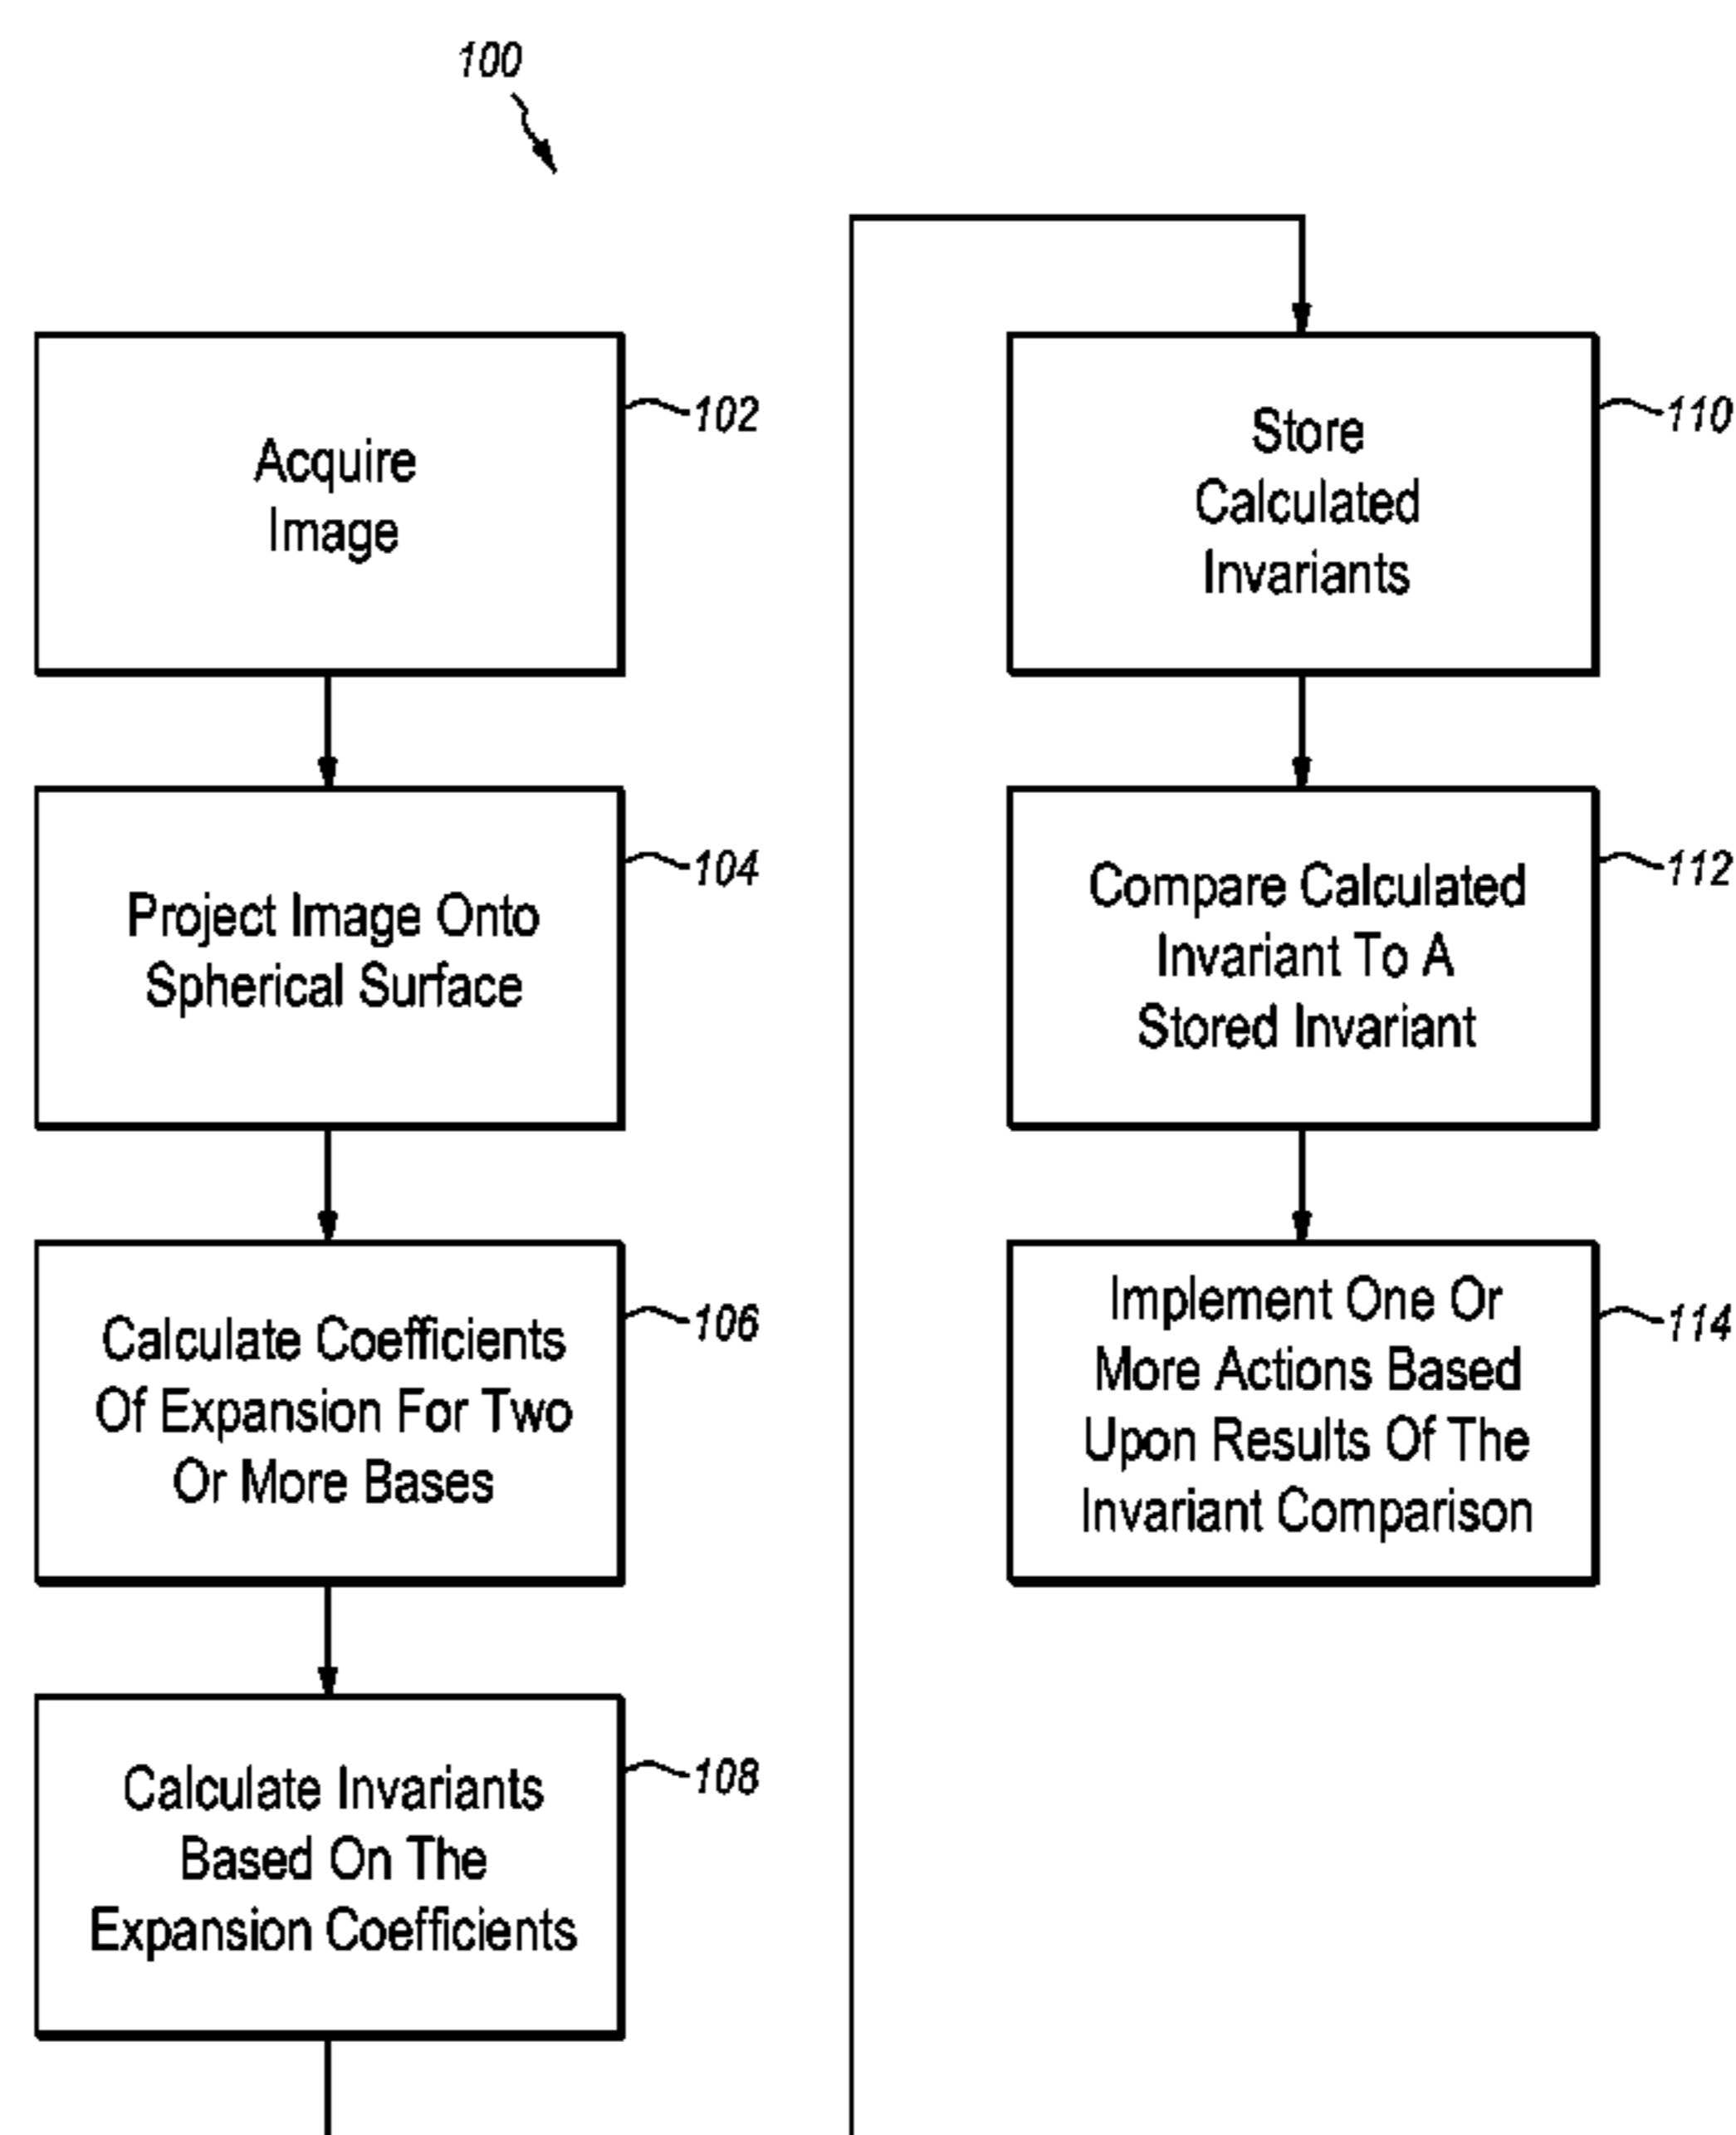 100
Acquire
Image
102
Project Image Onto
Spherical Surface
104
Calculate Coefficients
Of Expansion For Two
Or More Bases
106
Calculate Invariants
Based On The
Expansion Coefficients
108
Store
Calculated
Invariants
110
Compare Calculated
Invariant To A
Stored Invariant
112
Implement One Or
More Actions Based
Upon Results Of The
Invariant Comparison
114